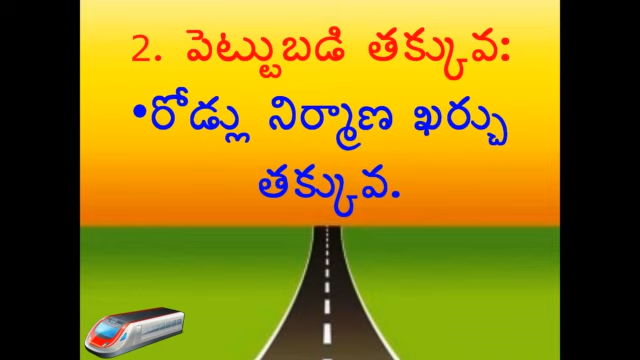 2. పెట్టుబడి తక్కువ:
•రోడ్లు నిర్మాణ ఖర్చు
తక్కువ.